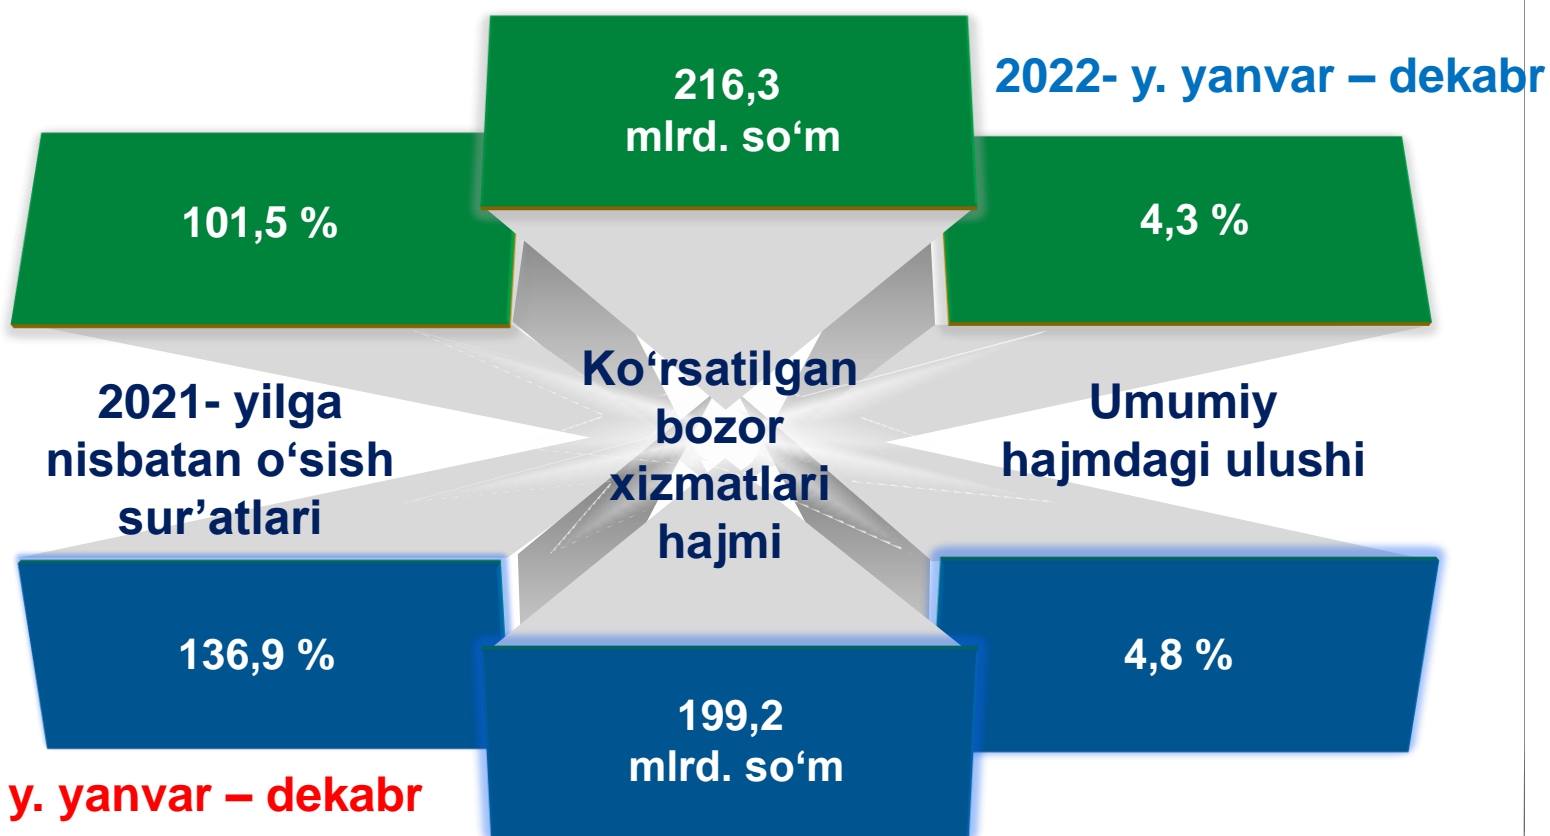 216,3
mlrd. so‘m
2022- y. yanvar – dekabr
101,5 %
4,3 %
2021- yilga
nisbatan o‘sish
sur’atlari
Ko‘rsatilgan
bozor
xizmatlari
hajmi
Umumiy
hajmdagi ulushi
136,9 %
199,2
mlrd. so‘m
4,8 %
y. yanvar – dekabr